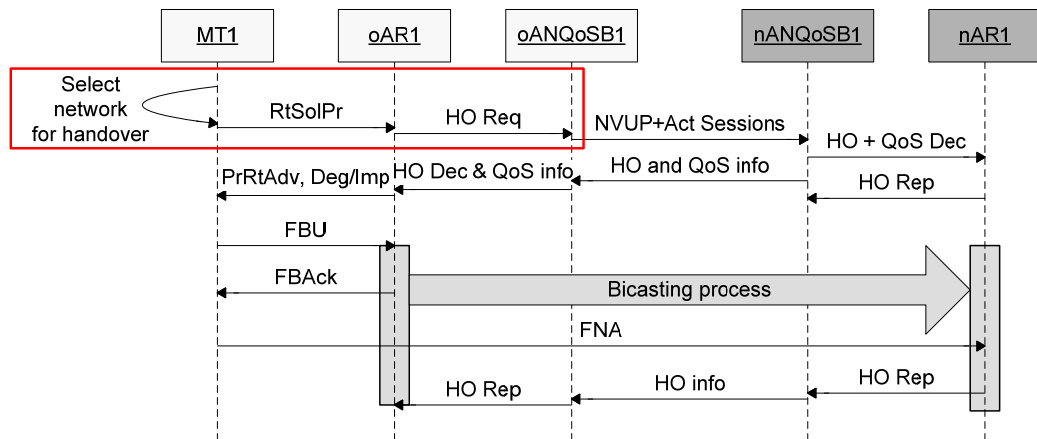 MT1
oAR1
oANQoSB1
nANQoSB1
nAR1
Select
network
for handover
RtSolPr
HO Req
NVUP+Act Sessions
HO + QoS Dec
PrRtAdv, Deg/Imp
HO Dec & QoS info
HO and QoS info
HO Rep
FBU
FBAck
Bicasting process
FNA
HO Rep
HO info
HO Rep